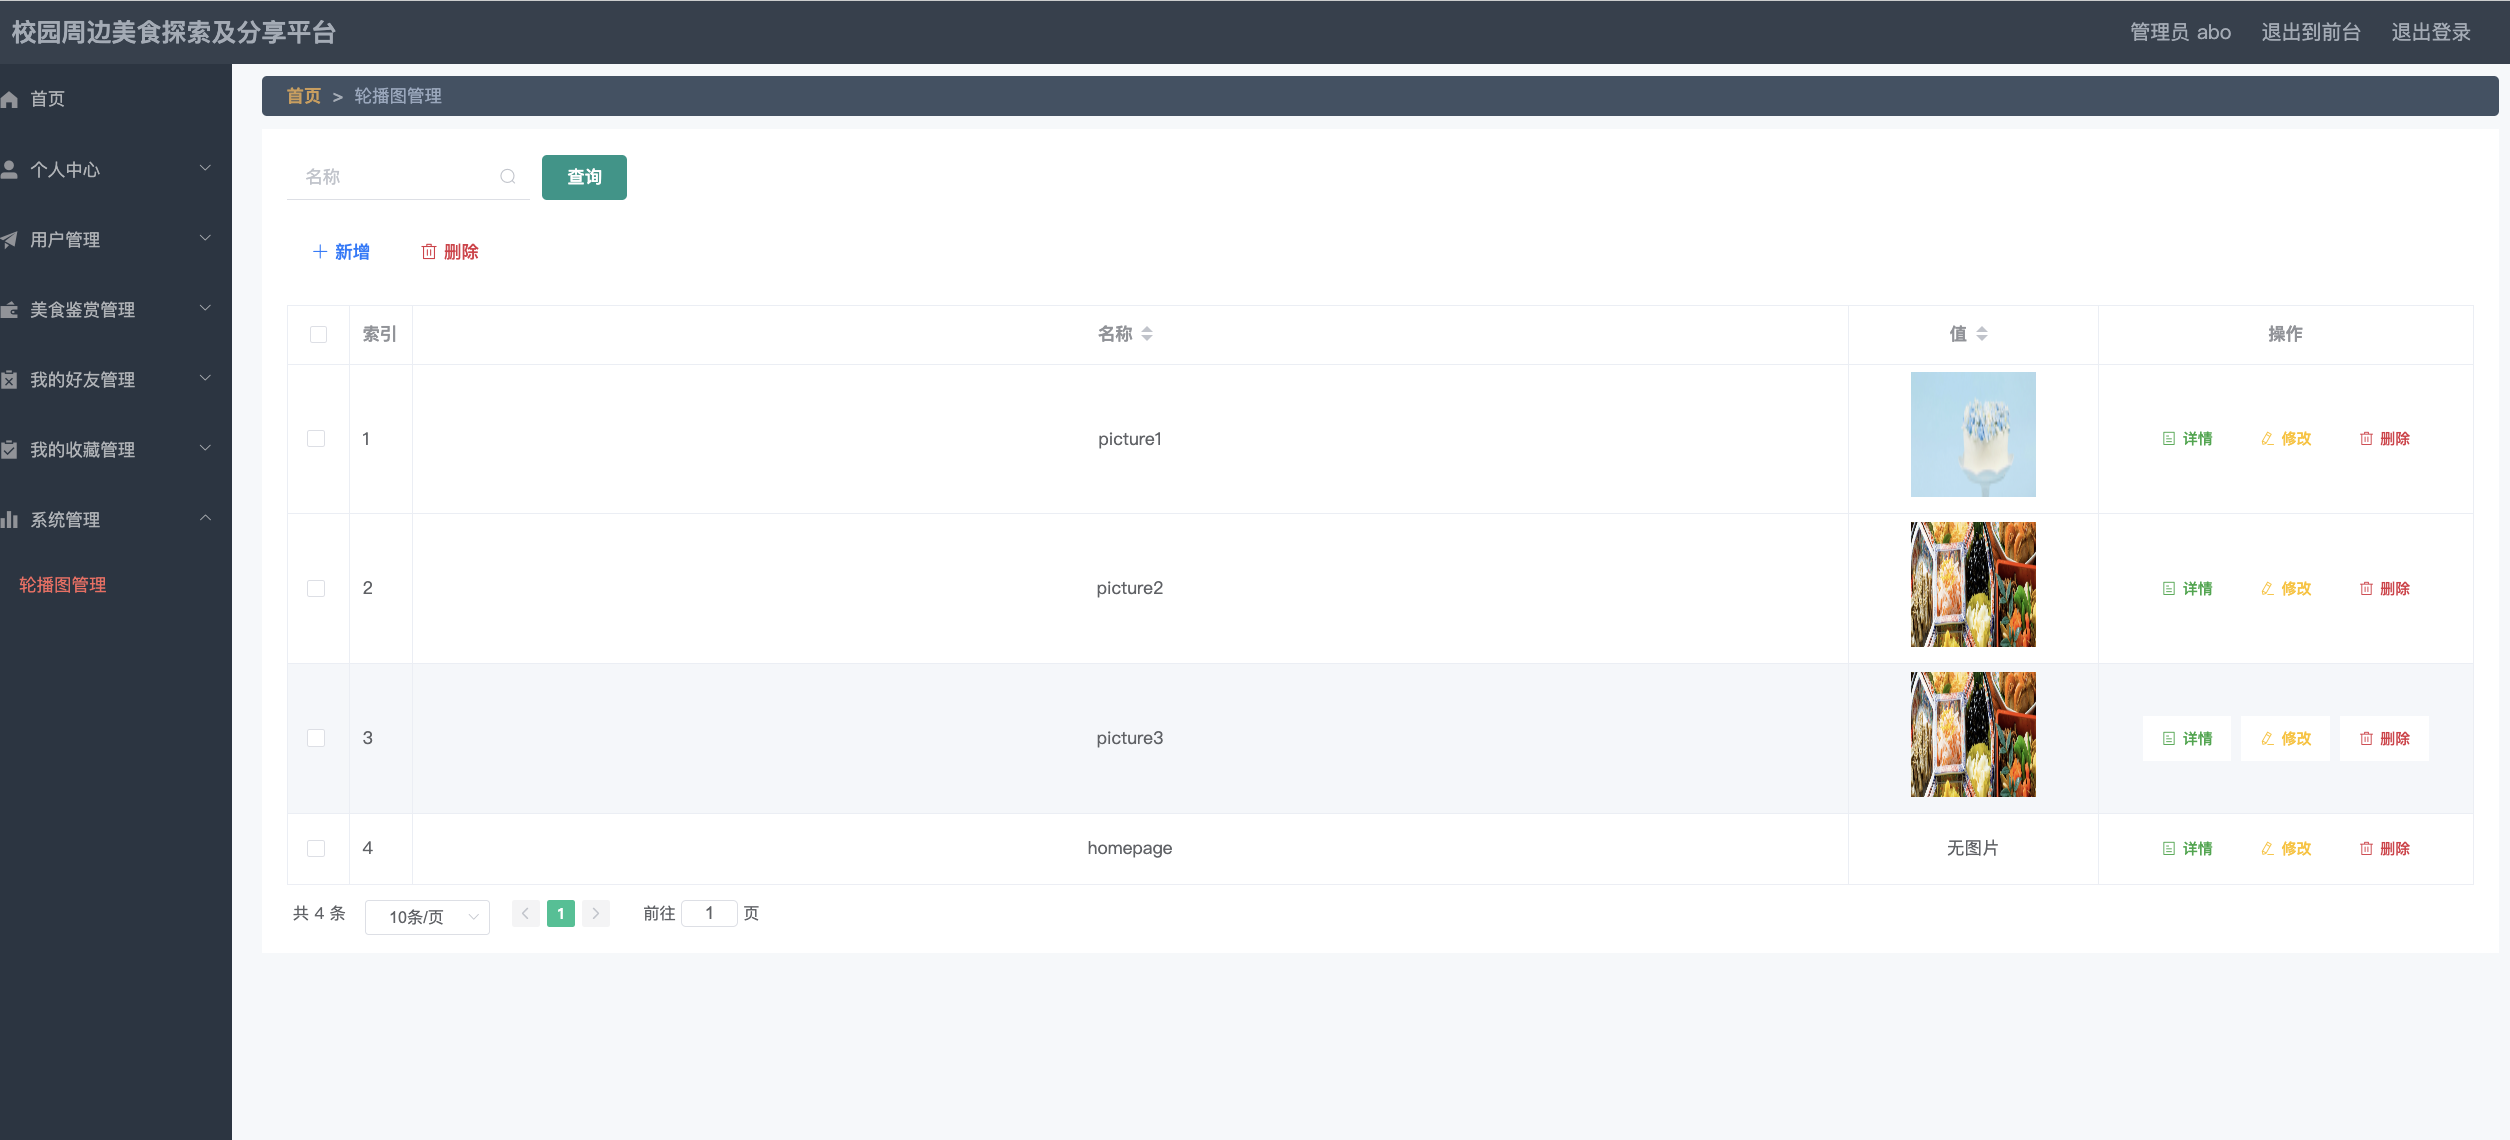 校园周边美食探索及分享平台
管理员 abo 退出到前台 退出登录
首页
个人中心
用户管理
美食鉴赏管理
我的好友管理
我的收藏管理
系统管理
轮播图管理
首页 > 轮播图管理
名称 查询
新增 删除
索引 名称 值 操作
1 picture1 详情 修改 删除
2 picture2 详情 修改 删除
3 picture3 详情 修改 删除
4 homepage 无图片 详情 修改 删除
共 4 条 10条/页 1 前往 1 页